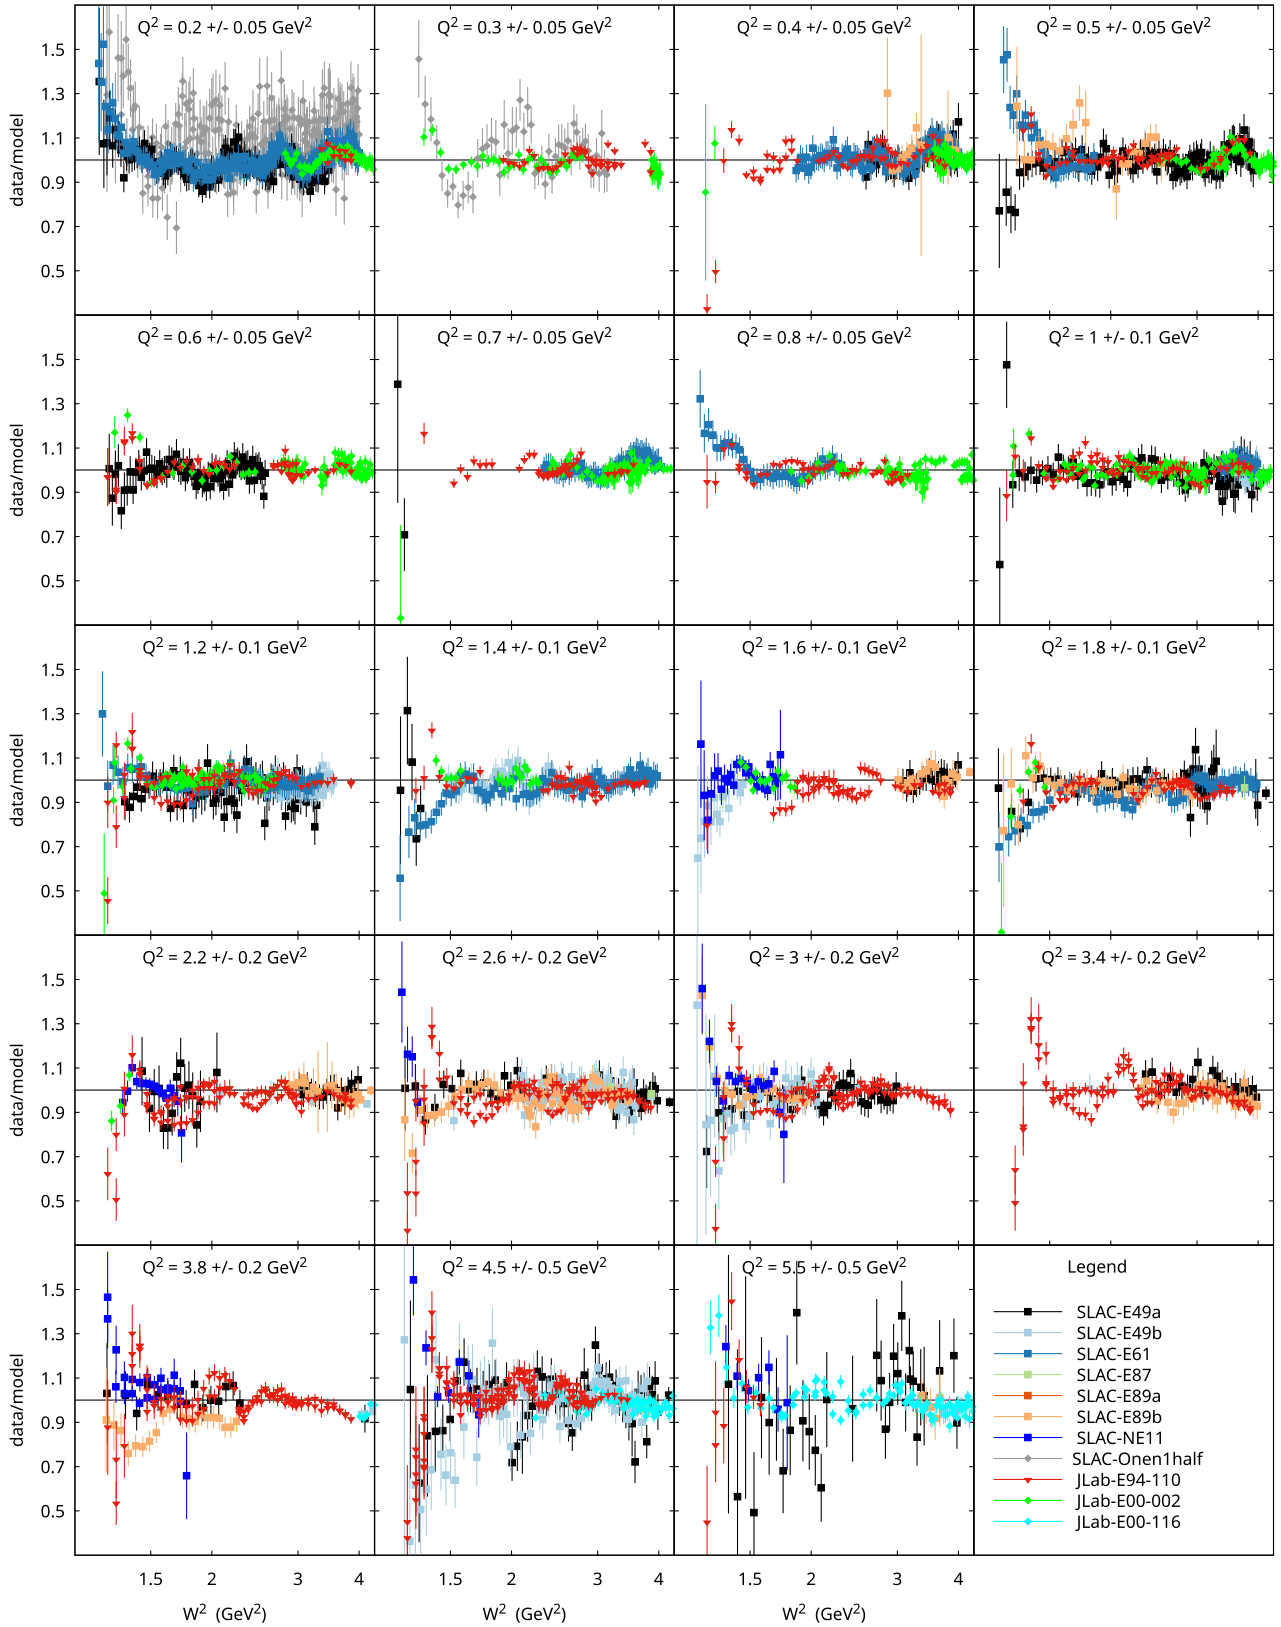 Q² = 0.2 +/- 0.05 GeV²
Q² = 0.3 +/- 0.05 GeV²
Q² = 0.4 +/- 0.05 GeV²
Q² = 0.5 +/- 0.05 GeV²
1.5
1.3
1.1
0.9
0.7
0.5
data/model
Q² = 0.6 +/- 0.05 GeV²
Q² = 0.7 +/- 0.05 GeV²
Q² = 0.8 +/- 0.05 GeV²
Q² = 1 +/- 0.1 GeV²
1.5
1.3
1.1
0.9
0.7
0.5
data/model
Q² = 1.2 +/- 0.1 GeV²
Q² = 1.4 +/- 0.1 GeV²
Q² = 1.6 +/- 0.1 GeV²
Q² = 1.8 +/- 0.1 GeV²
1.5
1.3
1.1
0.9
0.7
0.5
data/model
Q² = 2.2 +/- 0.2 GeV²
Q² = 2.6 +/- 0.2 GeV²
Q² = 3 +/- 0.2 GeV²
Q² = 3.4 +/- 0.2 GeV²
1.5
1.3
1.1
0.9
0.7
0.5
data/model
Q² = 3.8 +/- 0.2 GeV²
Q² = 4.5 +/- 0.5 GeV²
Q² = 5.5 +/- 0.5 GeV²
1.5
1.3
1.1
0.9
0.7
0.5
data/model
Legend
SLAC-E49a
SLAC-E49b
SLAC-E61
SLAC-E87
SLAC-E89a
SLAC-E89b
SLAC-NE11
SLAC-Onen1half
JLab-E94-110
JLab-E00-002
JLab-E00-116
1.5 2 3 4
1.5 2 3 4
1.5 2 3 4
W² (GeV²)
W² (GeV²)
W² (GeV²)